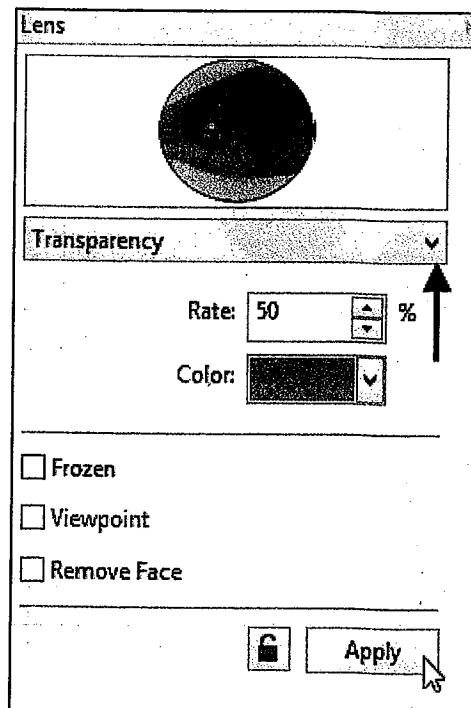 Lens
Transparency
Rate: 50 %
Color:
Frozen
Viewpoint
Remove Face
Apply